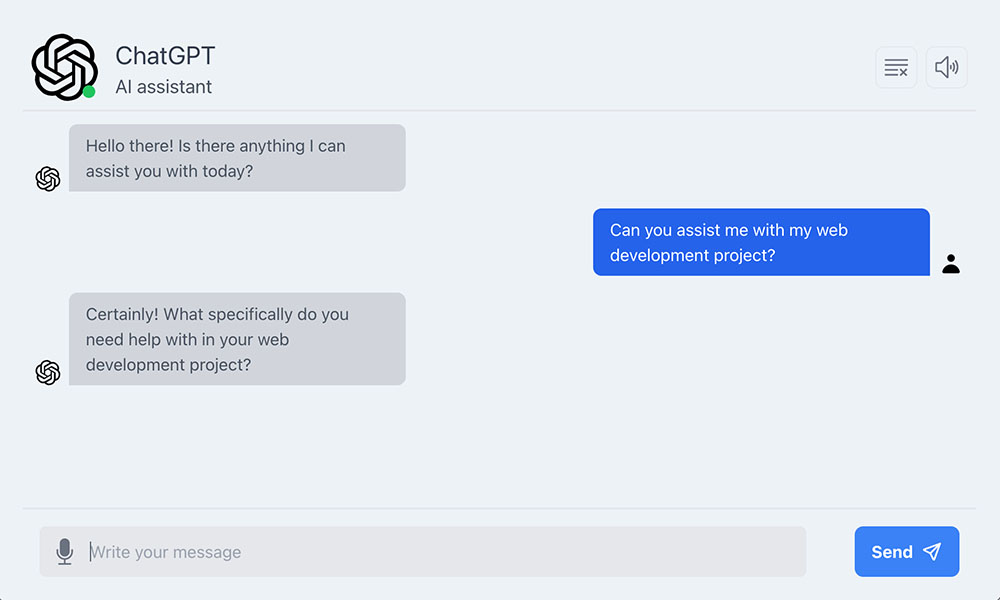 ChatGPT
AI assistant
Hello there! Is there anything I can
assist you with today?
Can you assist me with my web
development project?
Certainly! What specifically do you
need help with in your web
development project?
Write your message
Send